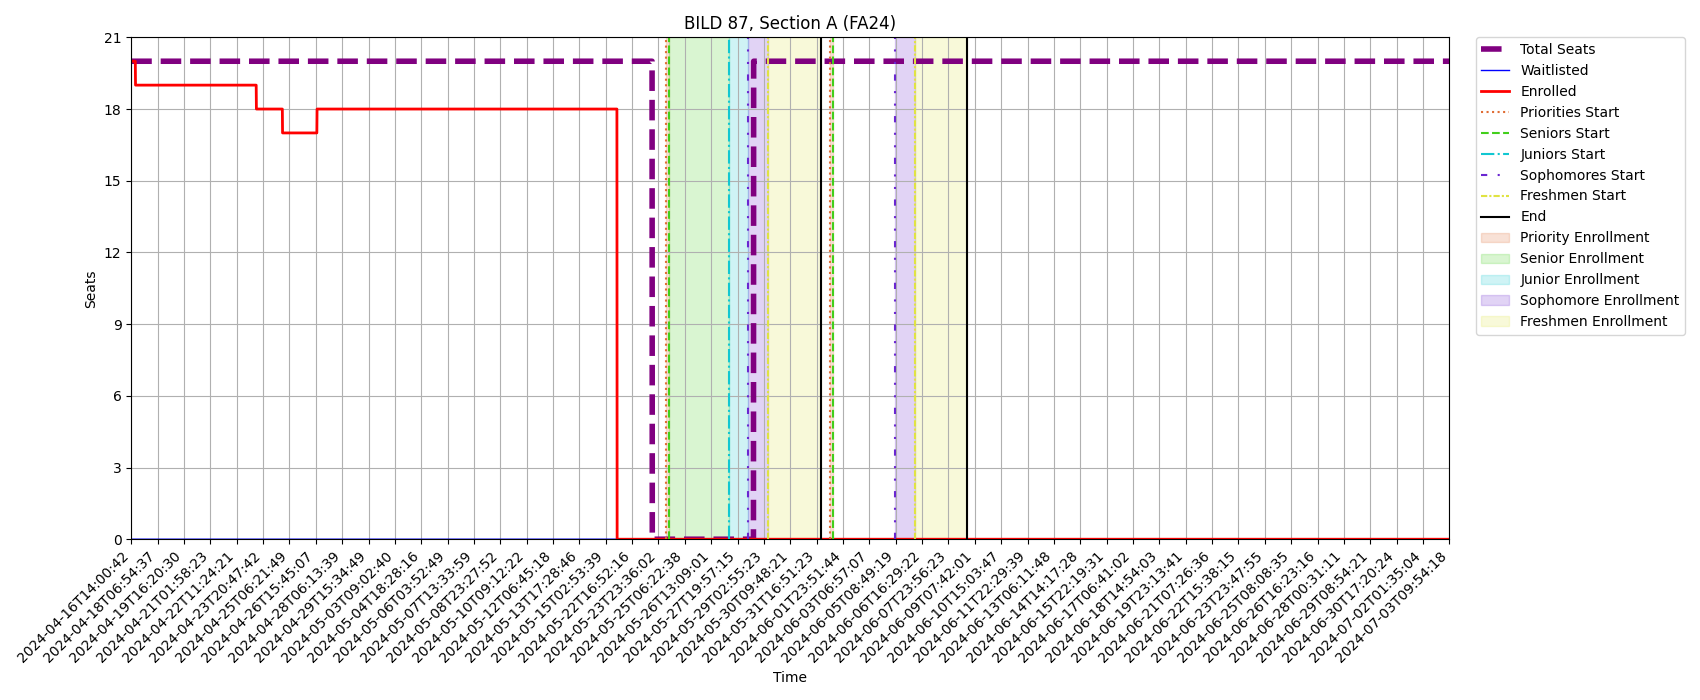 BILD 87, Section A (FA24)
Seats
21
18
15
12
9
6
3
0
2024-04-16T14:00:42
2024-04-18T06:54:37
2024-04-19T16:20:30
2024-04-21T01:58:23
2024-04-22T11:24:21
2024-04-23T20:47:42
2024-04-25T06:21:49
2024-04-26T15:45:07
2024-04-28T06:13:39
2024-04-29T15:34:49
2024-05-03T09:02:40
2024-05-04T18:28:16
2024-05-06T03:52:49
2024-05-07T13:33:59
2024-05-08T23:27:52
2024-05-10T09:12:22
2024-05-12T06:45:18
2024-05-13T17:28:46
2024-05-15T02:53:39
2024-05-22T16:52:16
2024-05-23T23:36:02
2024-05-25T06:22:38
2024-05-26T13:09:01
2024-05-27T19:57:15
2024-05-29T02:55:23
2024-05-30T09:48:21
2024-05-31T16:51:23
2024-06-01T23:51:44
2024-06-03T06:57:07
2024-06-05T08:49:19
2024-06-06T16:29:22
2024-06-07T23:56:23
2024-06-09T07:42:01
2024-06-10T15:03:47
2024-06-11T22:29:39
2024-06-13T06:11:48
2024-06-14T14:17:28
2024-06-15T22:19:31
2024-06-17T06:41:02
2024-06-18T14:54:03
2024-06-19T23:13:41
2024-06-21T07:26:36
2024-06-22T15:38:15
2024-06-23T23:47:55
2024-06-25T08:08:35
2024-06-26T16:23:16
2024-06-28T00:31:11
2024-06-29T08:54:21
2024-06-30T17:20:24
2024-07-02T01:35:04
2024-07-03T09:54:18
Time
Total Seats
Waitlisted
Enrolled
Priorities Start
Seniors Start
Juniors Start
Sophomores Start
Freshmen Start
End
Priority Enrollment
Senior Enrollment
Junior Enrollment
Sophomore Enrollment
Freshmen Enrollment